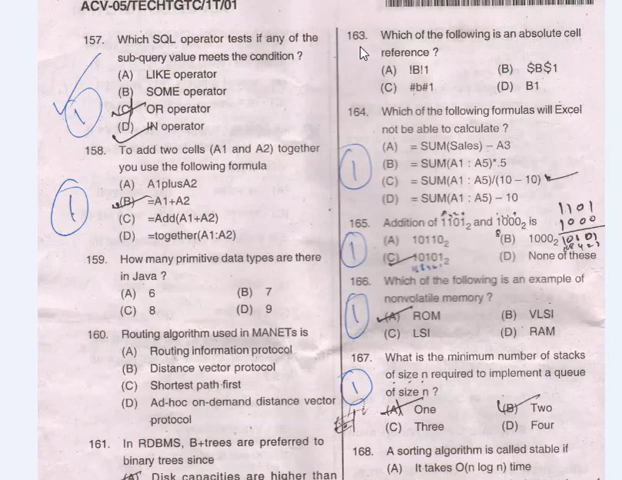 ACV-05/TECHTGTC/1T/01
157. Which SQL operator tests if any of the
sub-query value meets the condition ?
(A) LIKE operator
(B) SOME operator
(C) OR operator
(D) IN operator
1
158. To add two cells (A1 and A2) together
you use the following formula
(A) A1plusA2
(B) =A1+A2
(C) =Add(A1+A2)
(D) =together(A1:A2)
1
159. How many primitive data types are there
in Java ?
(A) 6 (B) 7
(C) 8 (D) 9
160. Routing algorithm used in MANETs is
(A) Routing information protocol
(B) Distance vector protocol
(C) Shortest path first
(D) Ad-hoc on-demand distance vector
protocol
161. In RDBMS, B+trees are preferred to
binary trees since
(A) Disk capacities are higher than
163. Which of the following is an absolute cell
reference ?
(A) !B!1 (B) $B$1
(C) #b#1 (D) B1
164. Which of the following formulas will Excel
not be able to calculate ?
(A) = SUM(Sales) – A3
(B) = SUM(A1 : A5)*.5
(C) = SUM(A1 : A5)/(10 – 10)
(D) = SUM(A1 : A5) – 10
1
165. Addition of 1101₂ and 1000₂ is
(A) 10110₂ (B) 1000₂
(C) 10101₂ (D) None of these
1
1101
1000
10101
166. Which of the following is an example of
nonvolatile memory ?
(A) ROM (B) VLSI
(C) LSI (D) RAM
1
167. What is the minimum number of stacks
of size n required to implement a queue
of size n ?
(A) One (B) Two
(C) Three (D) Four
1
168. A sorting algorithm is called stable if
(A) It takes O(n log n) time